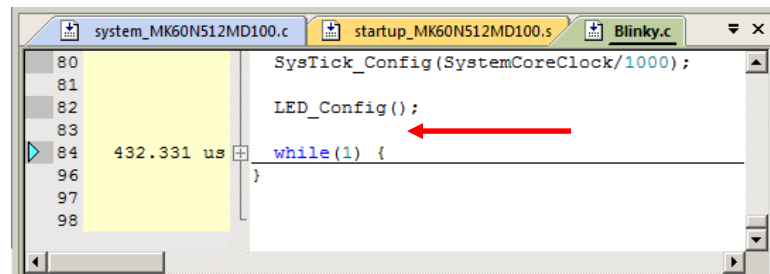 system_MK60N512MD100.c startup_MK60N512MD100.s Blinky.c
80 SysTick_Config(SystemCoreClock/1000);
81
82 LED_Config();
83
84 432.331 us while(1) {
96 }
97
98